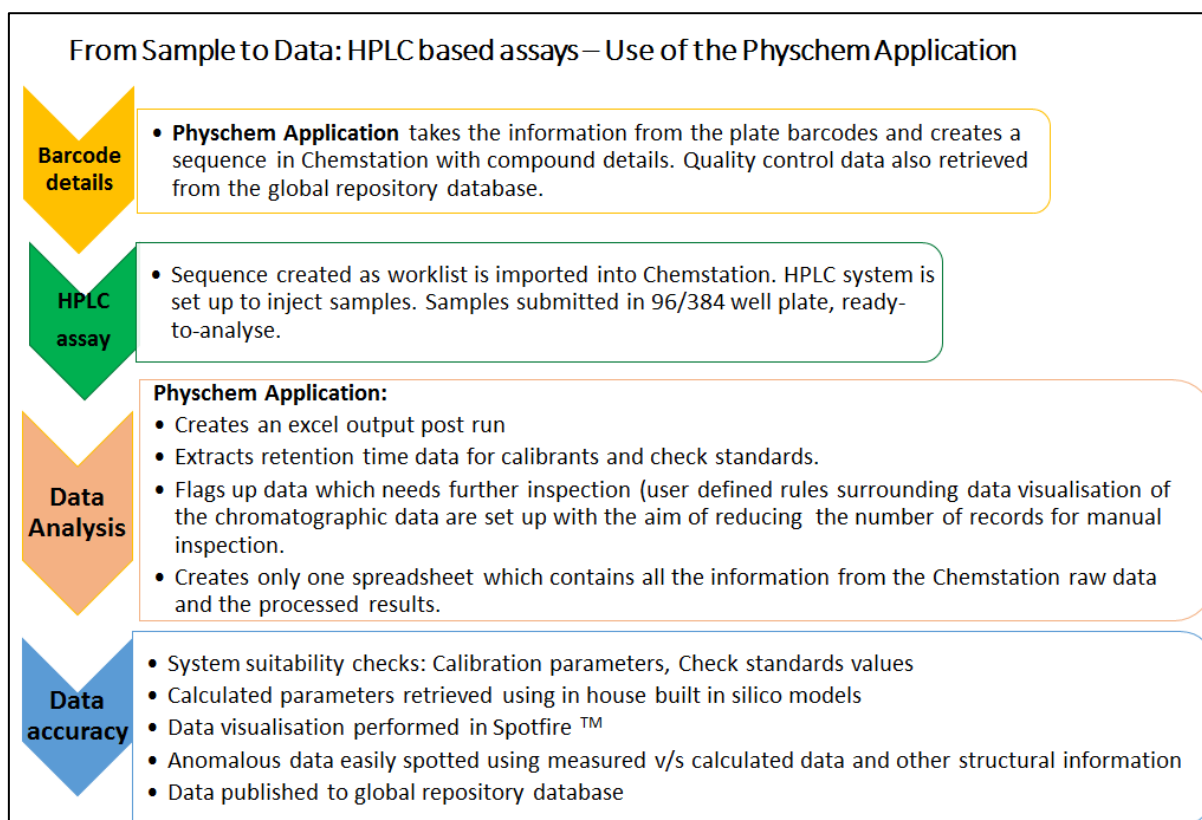 From Sample to Data: HPLC based assays – Use of the Physchem Application
Barcode
details
• Physchem Application takes the information from the plate barcodes and creates a
sequence in Chemstation with compound details. Quality control data also retrieved
from the global repository database.
HPLC
assay
• Sequence created as worklist is imported into Chemstation. HPLC system is
set up to inject samples. Samples submitted in 96/384 well plate, ready-
to-analyse.
Data
Analysis
Physchem Application:
• Creates an excel output post run
• Extracts retention time data for calibrants and check standards.
• Flags up data which needs further inspection (user defined rules surrounding data visualisation of
the chromatographic data are set up with the aim of reducing the number of records for manual
inspection.
• Creates only one spreadsheet which contains all the information from the Chemstation raw data
and the processed results.
Data
accuracy
• System suitability checks: Calibration parameters, Check standards values
• Calculated parameters retrieved using in house built in silico models
• Data visualisation performed in Spotfire TM
• Anomalous data easily spotted using measured v/s calculated data and other structural information
• Data published to global repository database